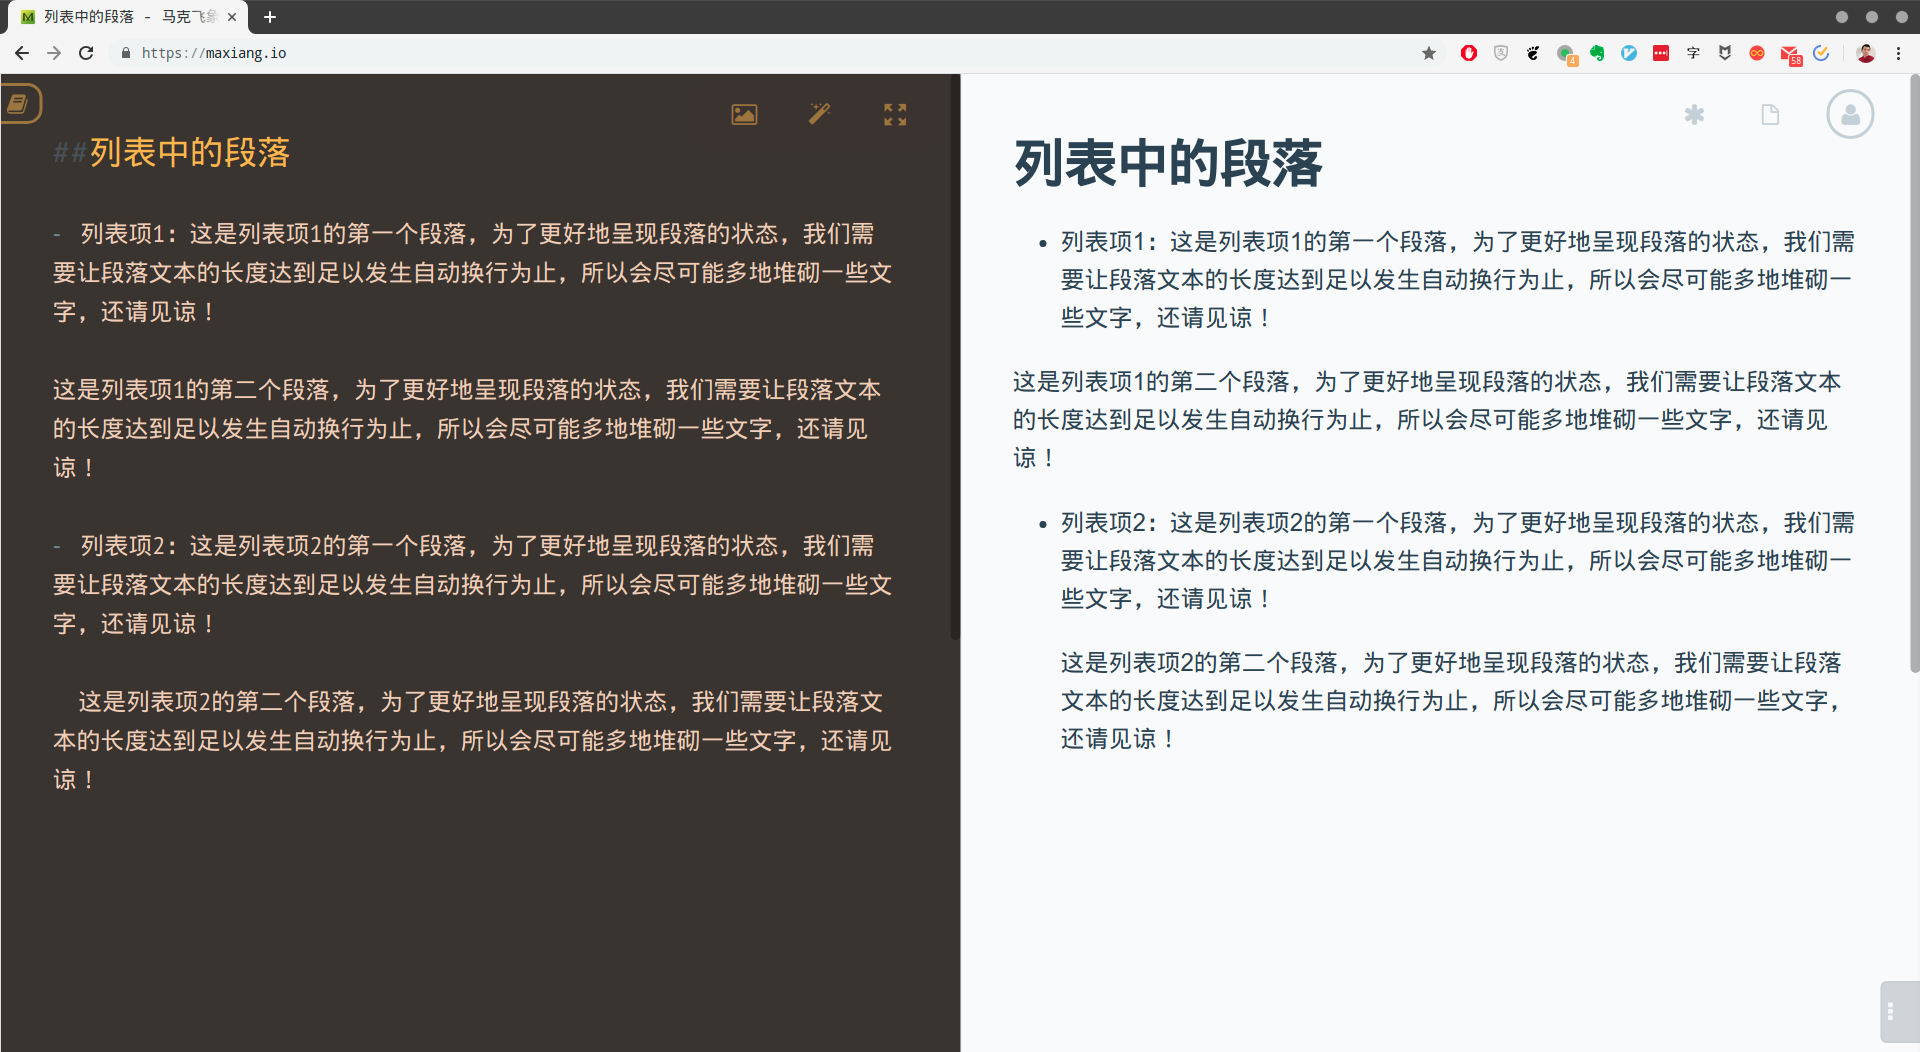 列表中的段落 - 马克飞象
https://maxiang.io
4
字
58
##列表中的段落
- 列表项1：这是列表项1的第一个段落，为了更好地呈现段落的状态，我们需
要让段落文本的长度达到足以发生自动换行为止，所以会尽可能多地堆砌一些文
字，还请见谅！
这是列表项1的第二个段落，为了更好地呈现段落的状态，我们需要让段落文本
的长度达到足以发生自动换行为止，所以会尽可能多地堆砌一些文字，还请见
谅！
- 列表项2：这是列表项2的第一个段落，为了更好地呈现段落的状态，我们需
要让段落文本的长度达到足以发生自动换行为止，所以会尽可能多地堆砌一些文
字，还请见谅！
这是列表项2的第二个段落，为了更好地呈现段落的状态，我们需要让段落文
本的长度达到足以发生自动换行为止，所以会尽可能多地堆砌一些文字，还请见
谅！
列表中的段落
• 列表项1：这是列表项1的第一个段落，为了更好地呈现段落的状态，我们需
要让段落文本的长度达到足以发生自动换行为止，所以会尽可能多地堆砌一
些文字，还请见谅！
这是列表项1的第二个段落，为了更好地呈现段落的状态，我们需要让段落文本
的长度达到足以发生自动换行为止，所以会尽可能多地堆砌一些文字，还请见
谅！
• 列表项2：这是列表项2的第一个段落，为了更好地呈现段落的状态，我们需
要让段落文本的长度达到足以发生自动换行为止，所以会尽可能多地堆砌一
些文字，还请见谅！
这是列表项2的第二个段落，为了更好地呈现段落的状态，我们需要让段落
文本的长度达到足以发生自动换行为止，所以会尽可能多地堆砌一些文字，
还请见谅！